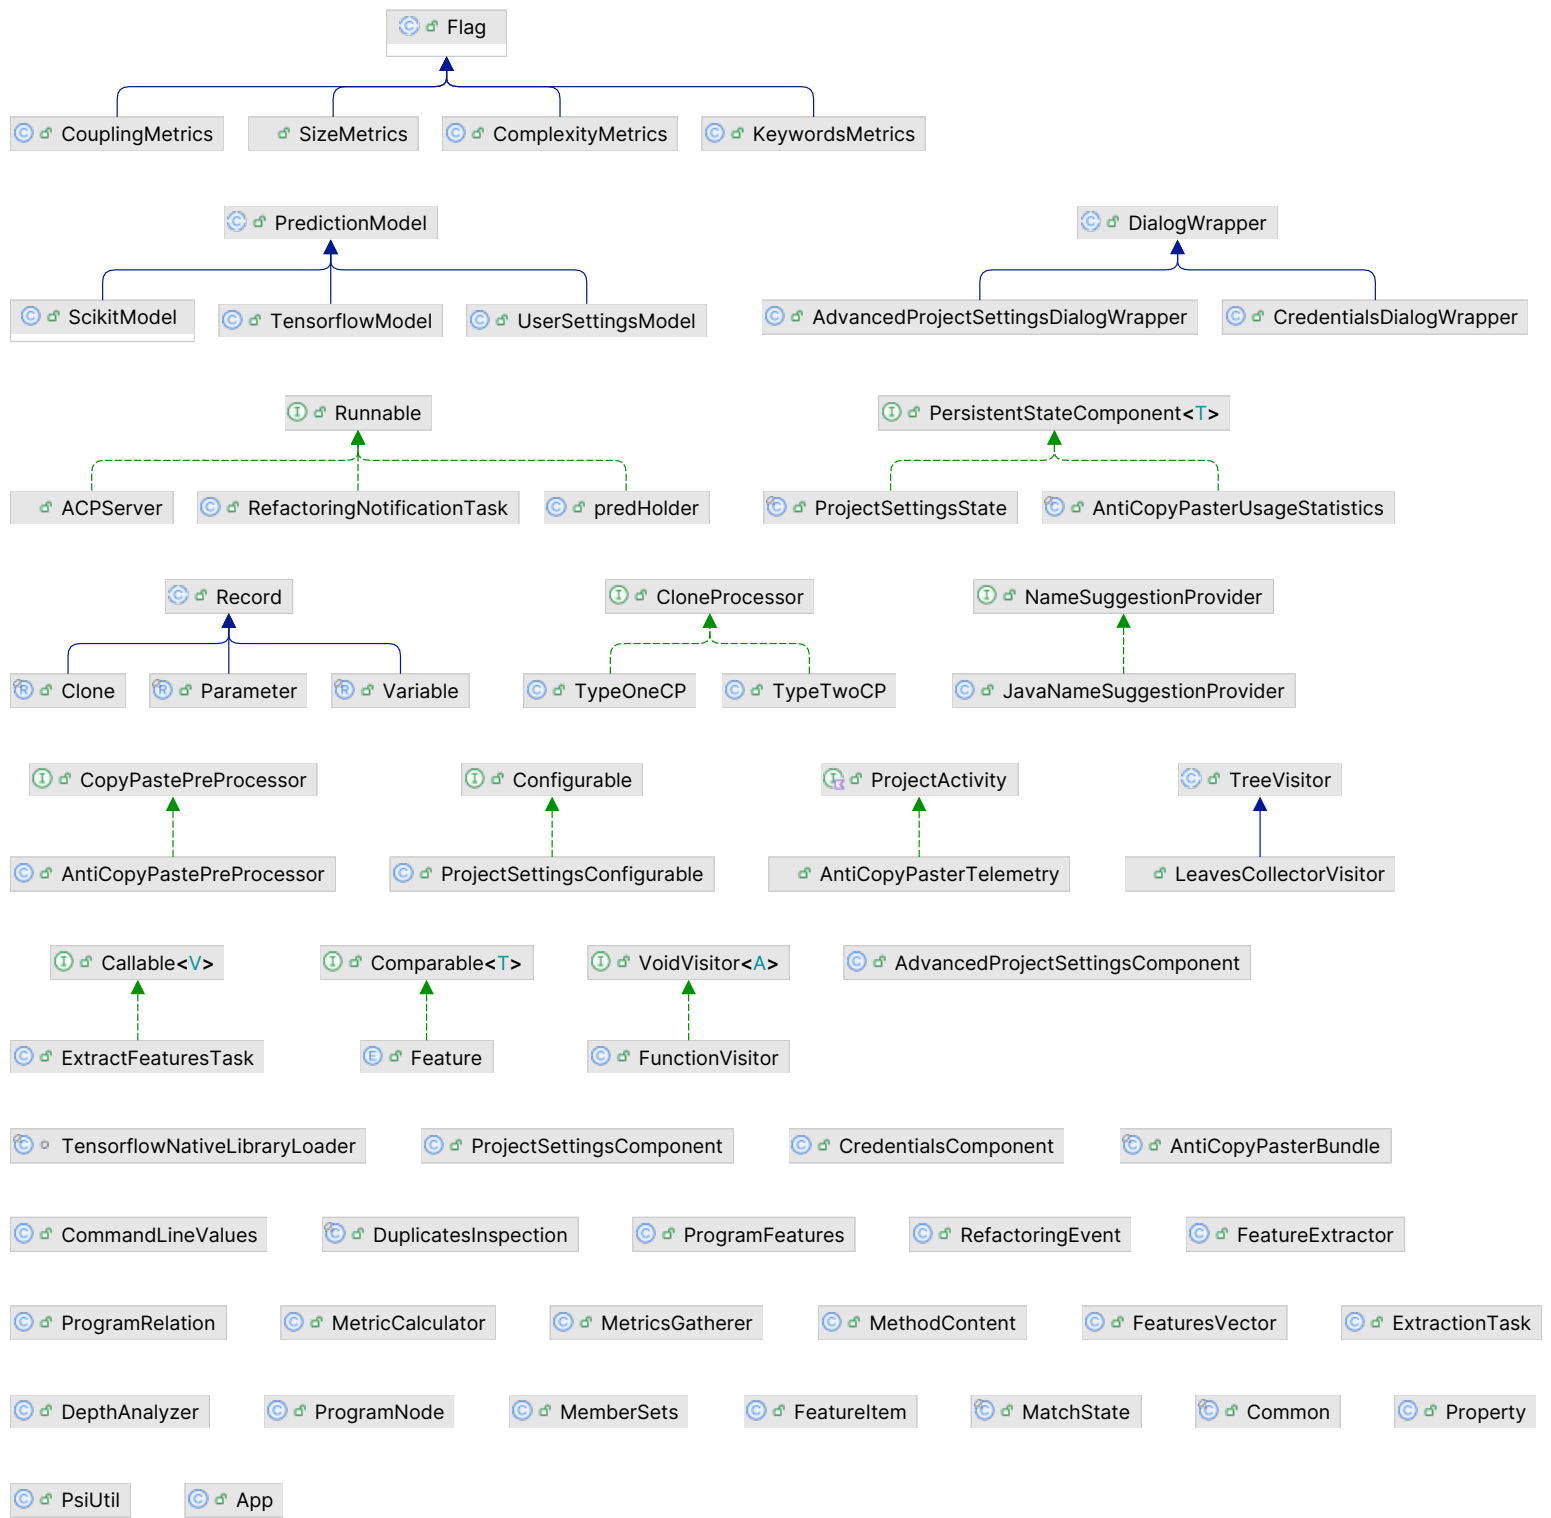 Flag
CouplingMetrics SizeMetrics ComplexityMetrics KeywordsMetrics
PredictionModel DialogWrapper
ScikitModel TensorflowModel UserSettingsModel AdvancedProjectSettingsDialogWrapper CredentialsDialogWrapper
Runnable PersistentStateComponent<T>
ACPServer RefactoringNotificationTask predHolder ProjectSettingsState AntiCopyPasterUsageStatistics
Record CloneProcessor NameSuggestionProvider
Clone Parameter Variable TypeOneCP TypeTwoCP JavaNameSuggestionProvider
CopyPastePreProcessor Configurable ProjectActivity TreeVisitor
AntiCopyPastePreProcessor ProjectSettingsConfigurable AntiCopyPasterTelemetry LeavesCollectorVisitor
Callable<V> Comparable<T> VoidVisitor<A> AdvancedProjectSettingsComponent
ExtractFeaturesTask Feature FunctionVisitor
TensorflowNativeLibraryLoader ProjectSettingsComponent CredentialsComponent AntiCopyPasterBundle
CommandLineValues DuplicatesInspection ProgramFeatures RefactoringEvent FeatureExtractor
ProgramRelation MetricCalculator MetricsGatherer MethodContent FeaturesVector ExtractionTask
DepthAnalyzer ProgramNode MemberSets FeatureItem MatchState Common Property
PsiUtil App